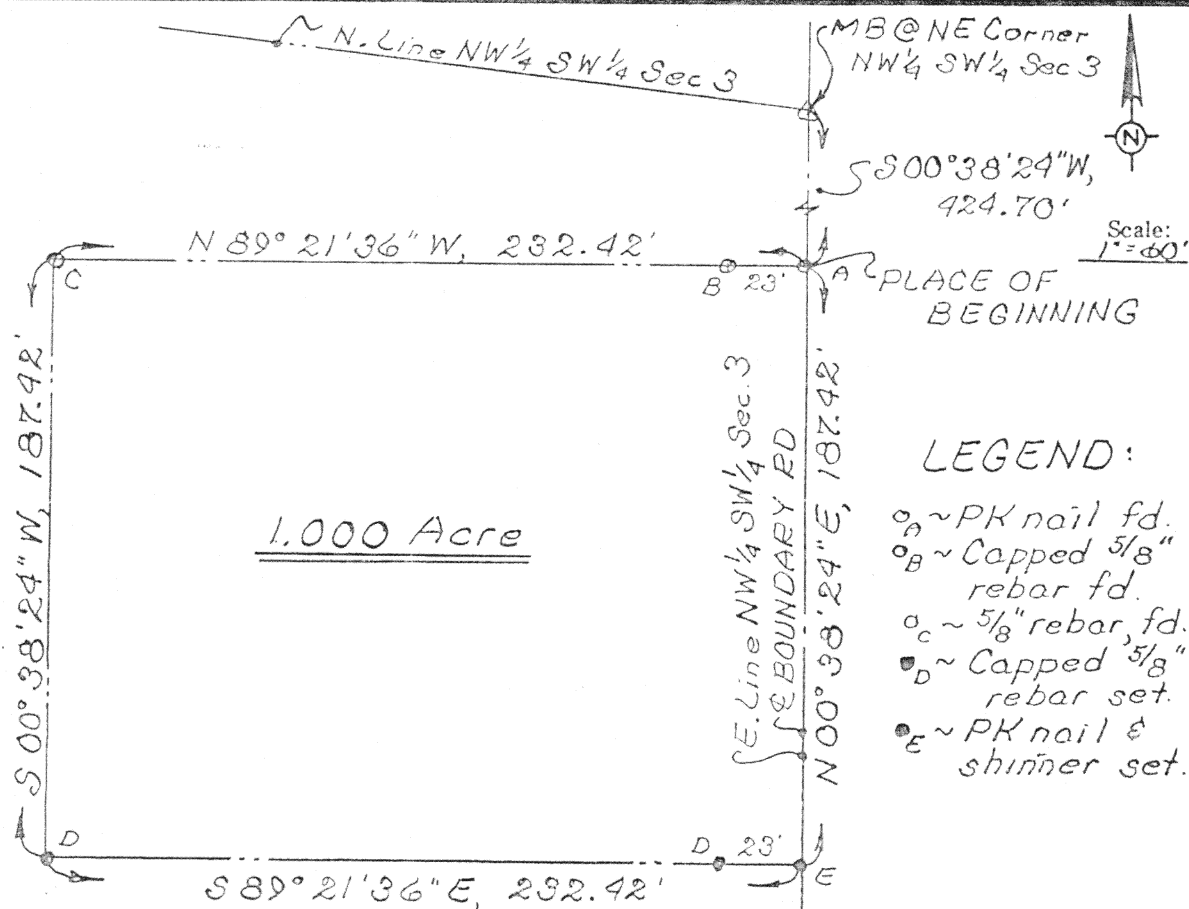 N. Line NW¼ SW¼ Sec 3
MB @ NE Corner
NW¼ SW¼ Sec 3
N
S 00° 38' 24" W,
424.70'
Scale:
1" = 60'
N 89° 21' 36" W, 232.42'
C
B
23'
A
PLACE OF
BEGINNING
S 00° 38' 24" W, 187.42'
1.000 Acre
E. Line NW¼ SW¼ Sec. 3
& BOUNDARY RD
N 00° 38' 24" E, 187.42'
LEGEND:
A ~ PK nail fd.
B ~ Capped 5/8"
rebar fd.
C ~ 5/8" rebar, fd.
D ~ Capped 5/8"
rebar set.
E ~ PK nail &
shinner set.
D
D
23'
E
S 89° 21' 36" E, 232.42'